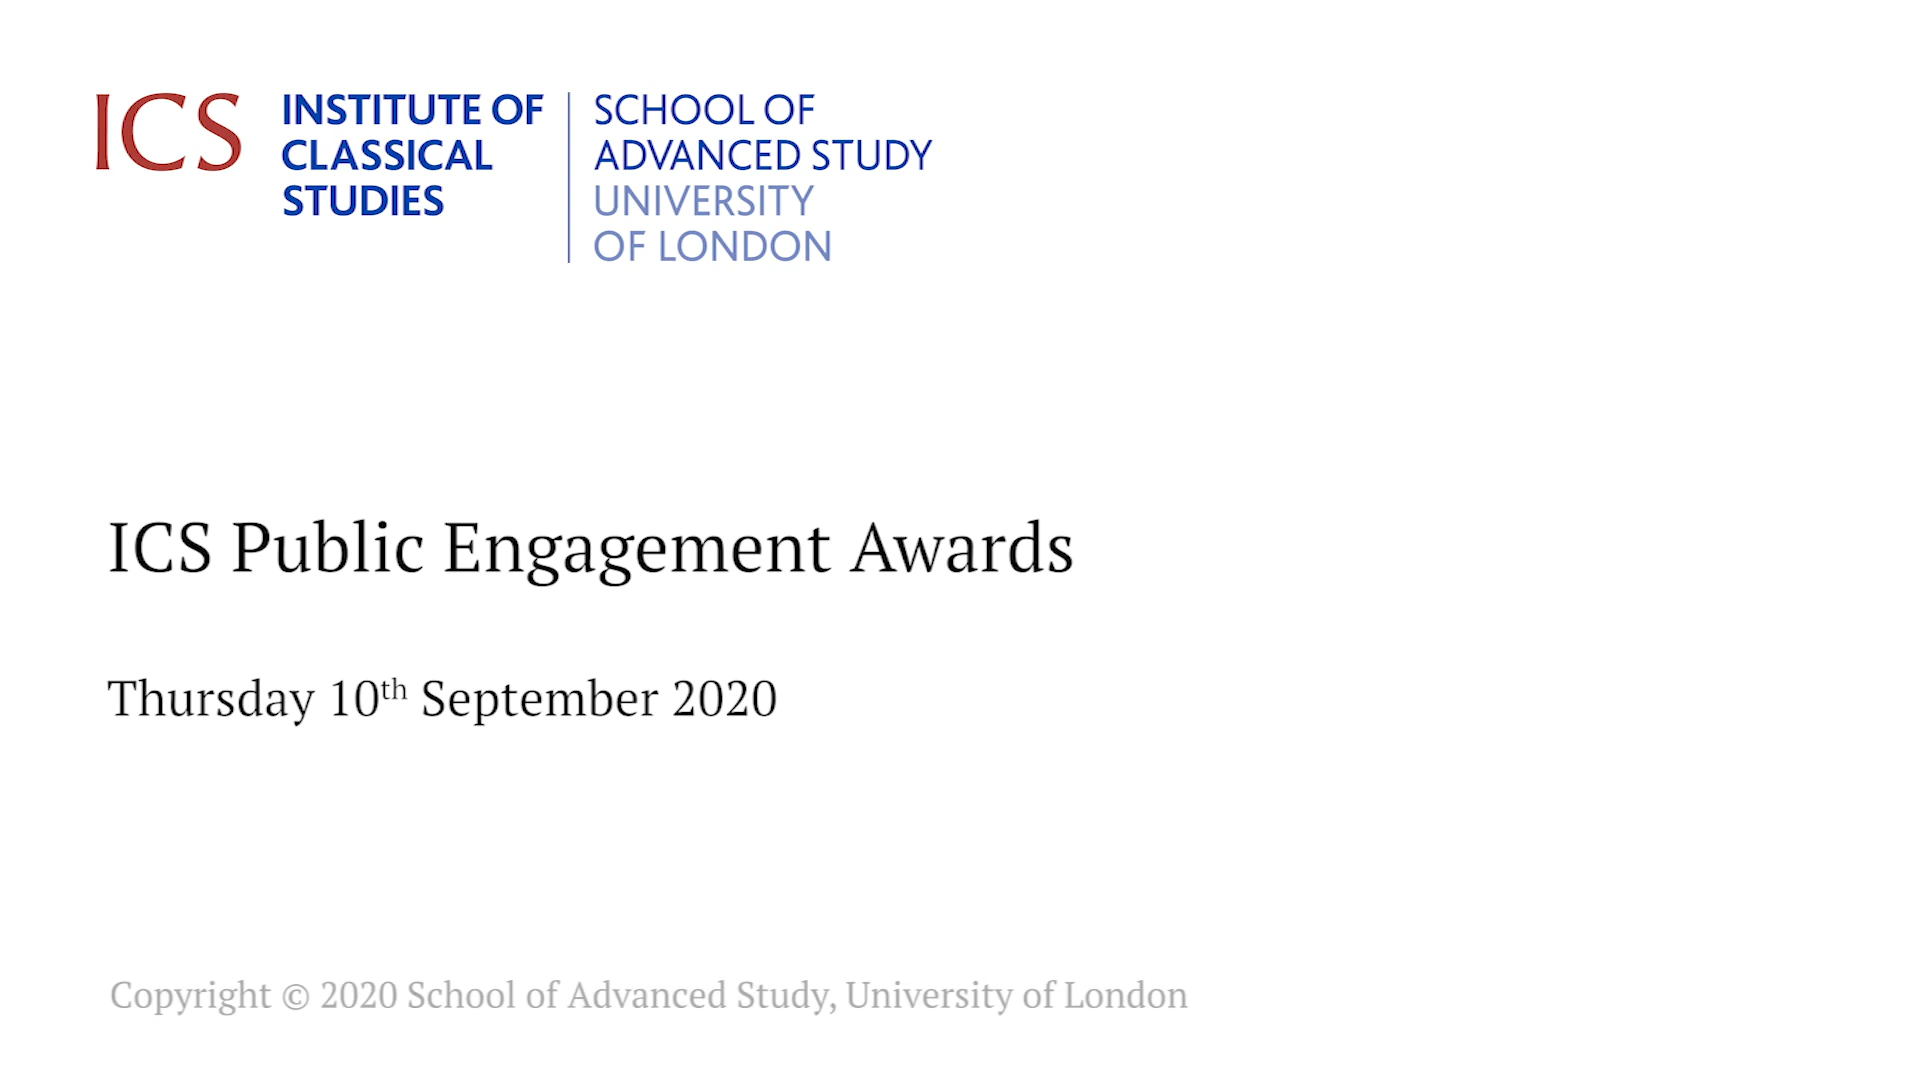 ICS
INSTITUTE OF
CLASSICAL
STUDIES
SCHOOL OF
ADVANCED STUDY
UNIVERSITY
OF LONDON
ICS Public Engagement Awards
Thursday 10th September 2020
Copyright © 2020 School of Advanced Study, University of London